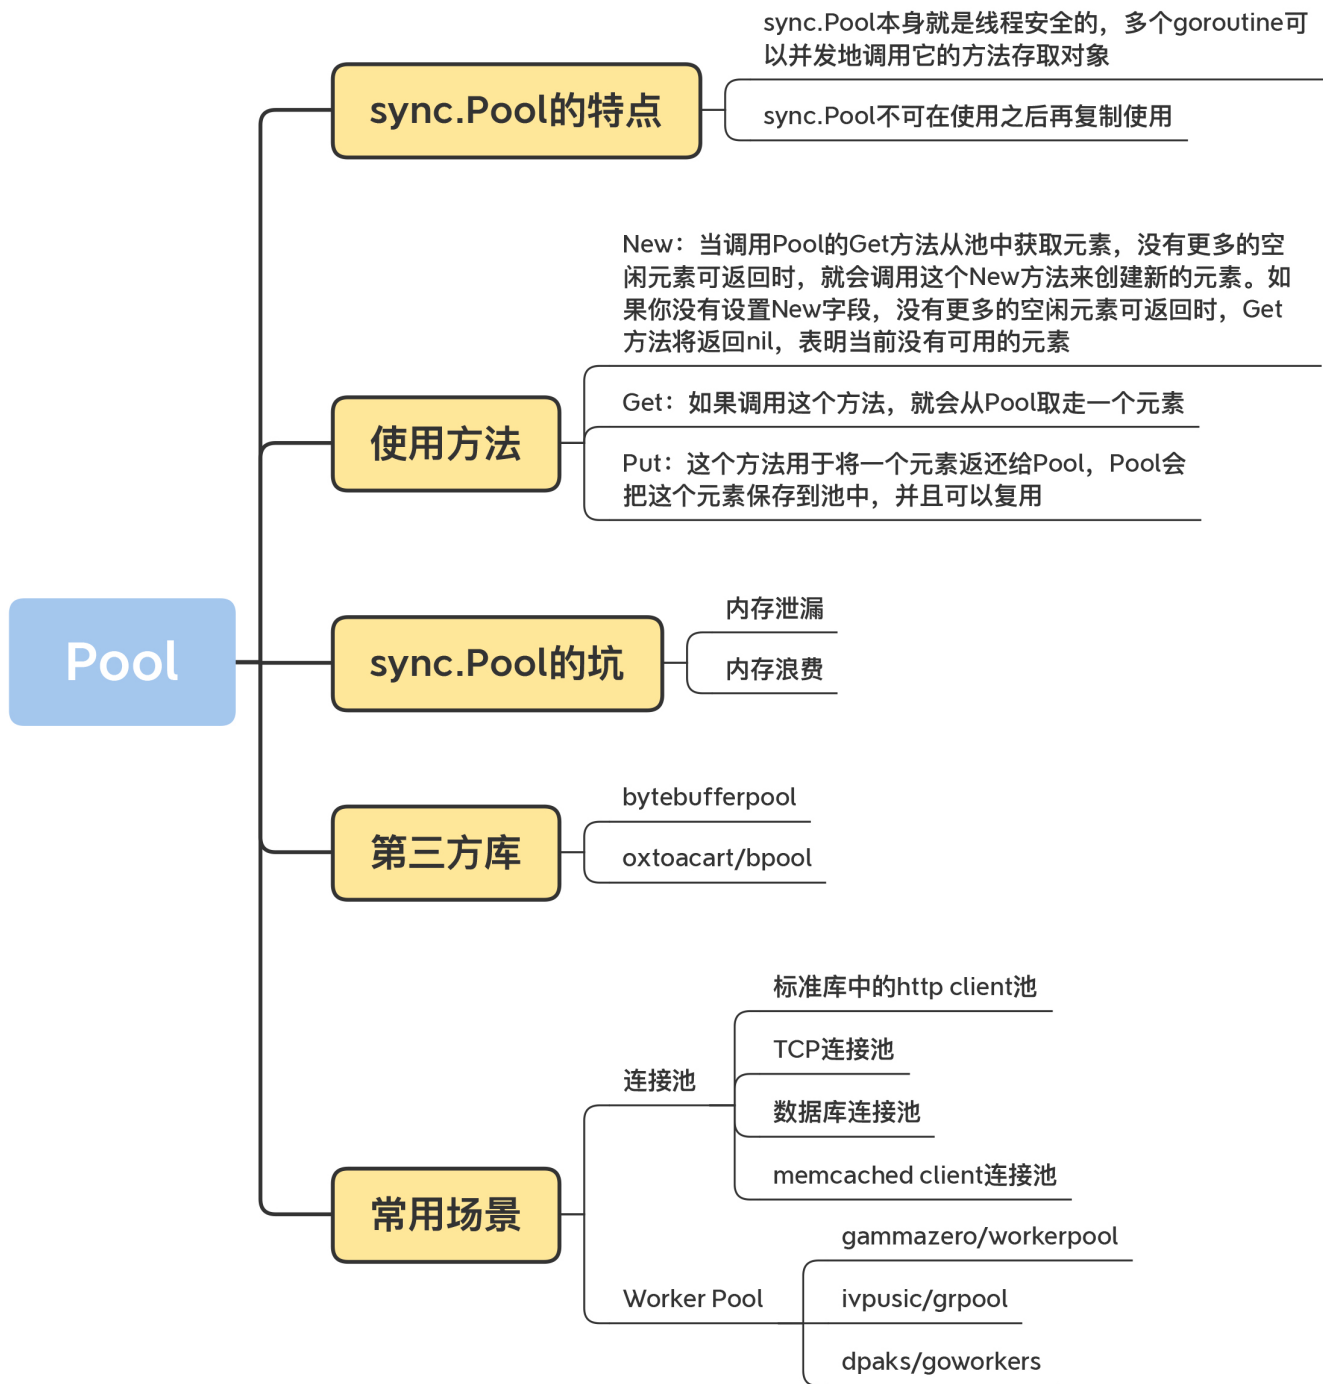 Pool
sync.Pool的特点
sync.Pool本身就是线程安全的，多个goroutine可
以并发地调用它的方法存取对象
sync.Pool不可在使用之后再复制使用
使用方法
New：当调用Pool的Get方法从池中获取元素，没有更多的空
闲元素可返回时，就会调用这个New方法来创建新的元素。如
果你没有设置New字段，没有更多的空闲元素可返回时，Get
方法将返回nil，表明当前没有可用的元素
Get：如果调用这个方法，就会从Pool取走一个元素
Put：这个方法用于将一个元素返还给Pool，Pool会
把这个元素保存到池中，并且可以复用
sync.Pool的坑
内存泄漏
内存浪费
第三方库
bytebufferpool
oxtoacart/bpool
常用场景
连接池
标准库中的http client池
TCP连接池
数据库连接池
memcached client连接池
Worker Pool
gammazero/workerpool
ivpusic/grpool
dpaks/goworkers